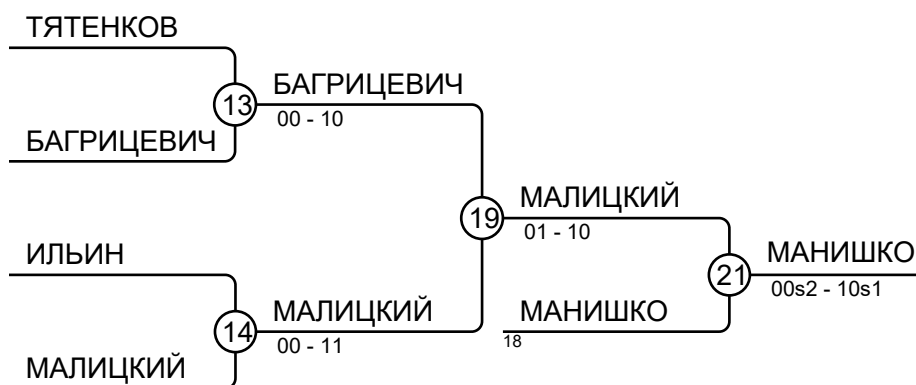 ТЯТЕНКОВ
13
БАГРИЦЕВИЧ
00 - 10
БАГРИЦЕВИЧ
19
МАЛИЦКИЙ
01 - 10
ИЛЬИН
21
МАНИШКО
00s2 - 10s1
14
МАЛИЦКИЙ
00 - 11
МАНИШКО
18
МАЛИЦКИЙ